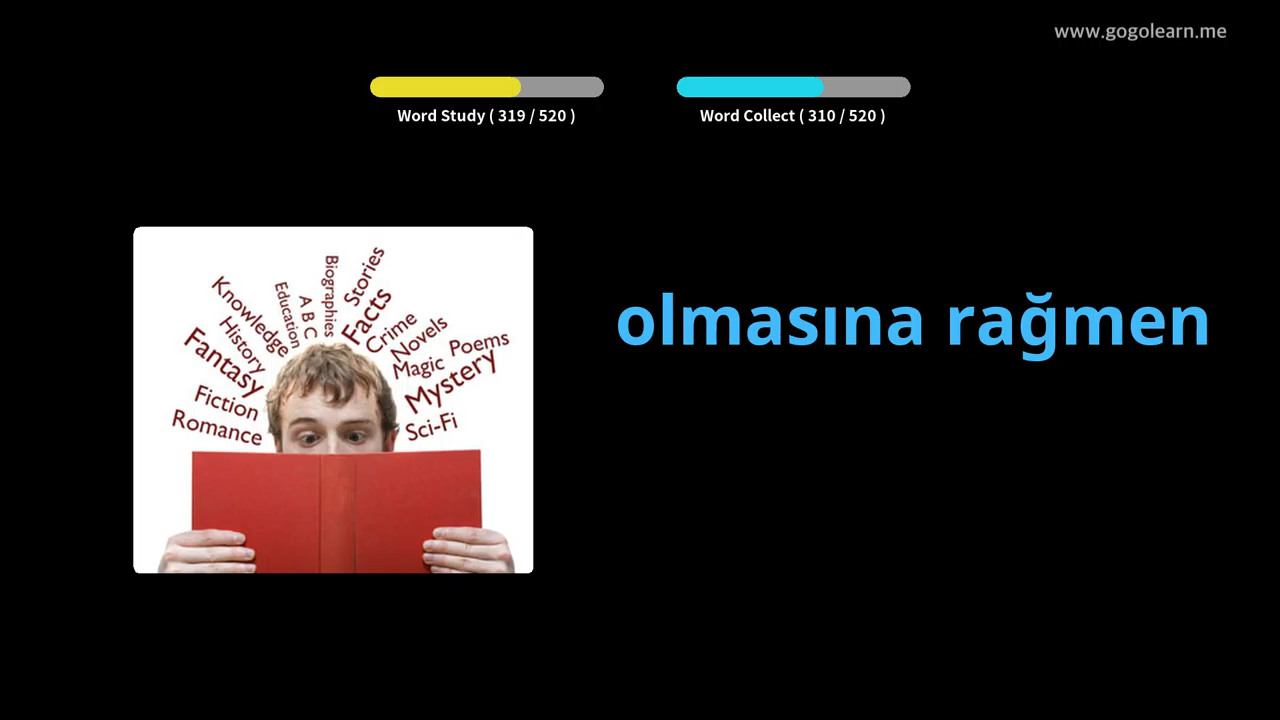 www.gogolearn.me
Word Study ( 319 / 520 )
Word Collect ( 310 / 520 )
olmasına rağmen
Biographies
Stories
Knowledge
Education
A B C
Facts
Crime
History
Novels
Fantasy
Magic
Poems
Mystery
Fiction
Romance
Sci-Fi